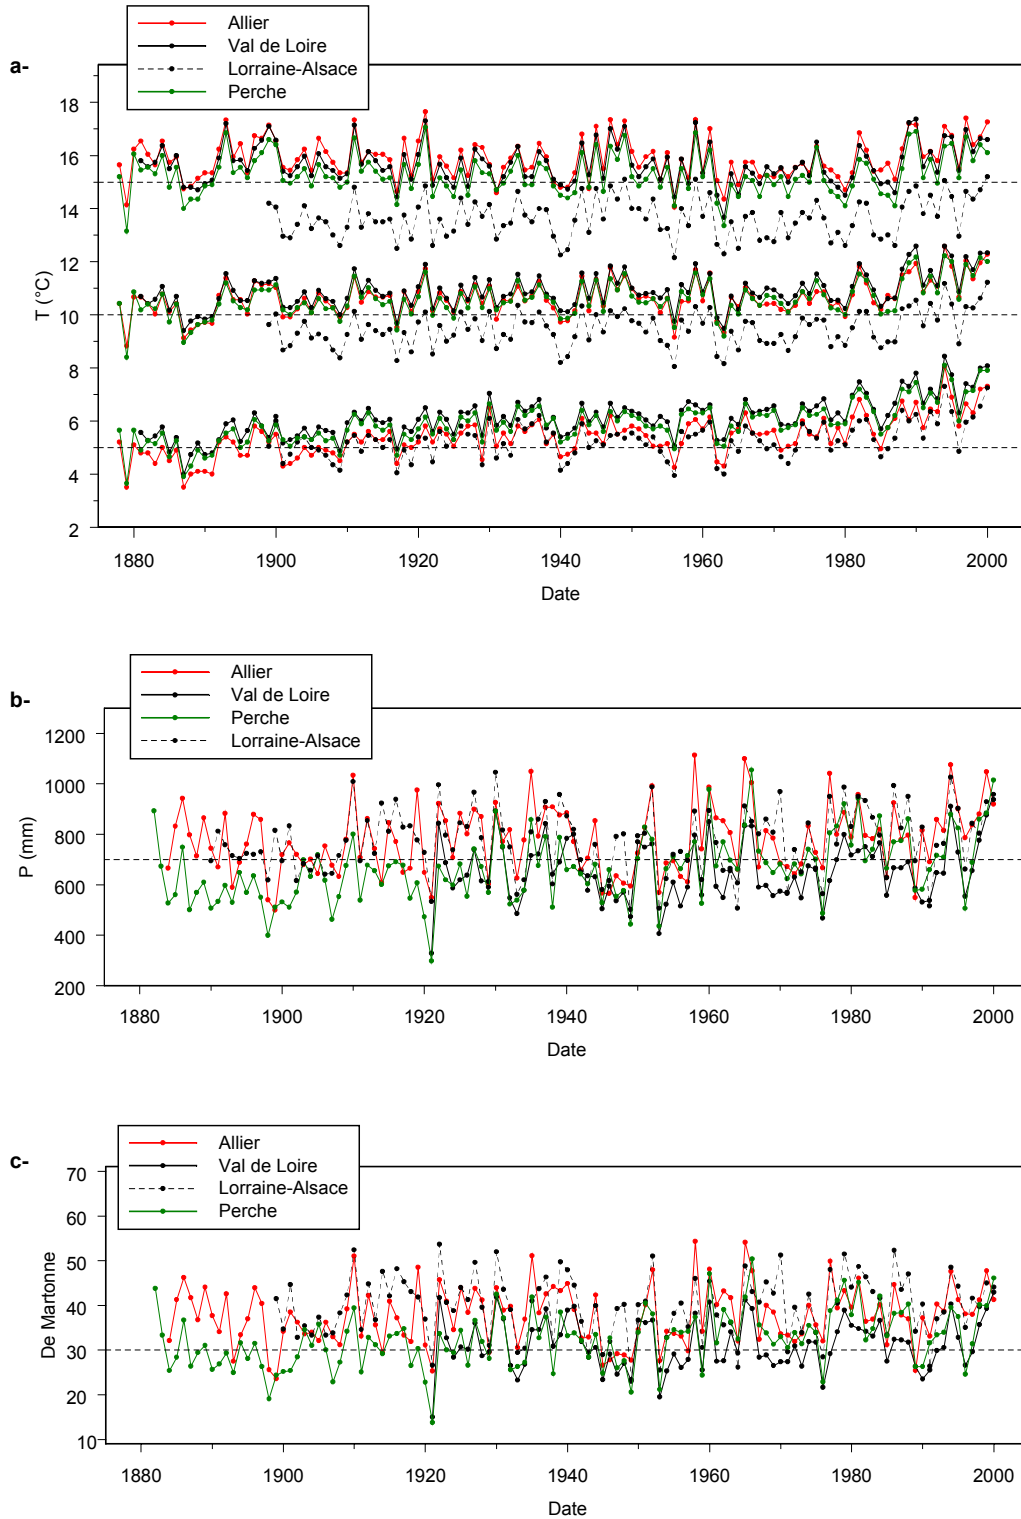 a-
Allier
Val de Loire
Lorraine-Alsace
Perche
T (°C)
18
16
14
12
10
8
6
4
2
1880 1900 1920 1940 1960 1980 2000
Date
b-
Allier
Val de Loire
Perche
Lorraine-Alsace
P (mm)
1200
1000
800
600
400
200
1880 1900 1920 1940 1960 1980 2000
Date
c-
Allier
Val de Loire
Lorraine-Alsace
Perche
De Martonne
70
60
50
40
30
20
10
1880 1900 1920 1940 1960 1980 2000
Date